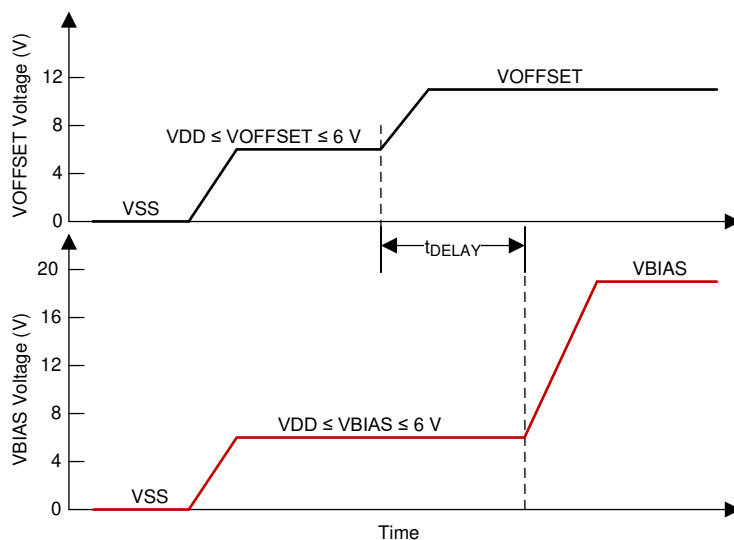 VOFFSET Voltage (V)
12
8
4
0
VOFFSET
VDD ≤ VOFFSET ≤ 6 V
VSS
tDELAY
VBIAS Voltage (V)
20
16
12
8
4
0
VBIAS
VDD ≤ VBIAS ≤ 6 V
VSS
Time